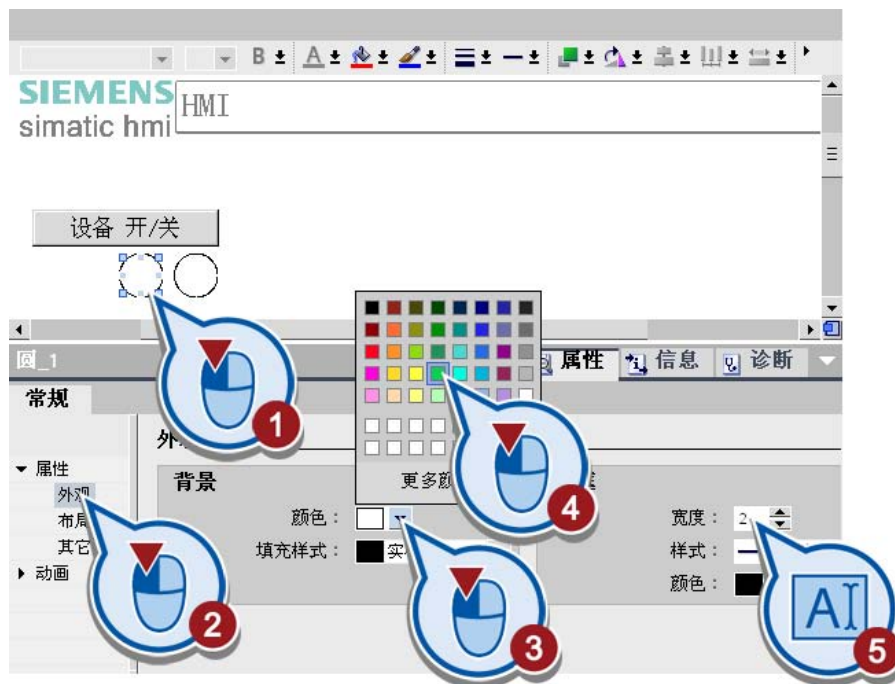 B A
SIEMENS
simatic hmi
HMI
设备 开/关
圆_1
属性 信息 诊断
常规
1
属性
外观
背景
更多颜
4
布局
颜色：
宽度： 2
其它
填充样式： 实
样式：
动画
颜色：
2
3
A
5